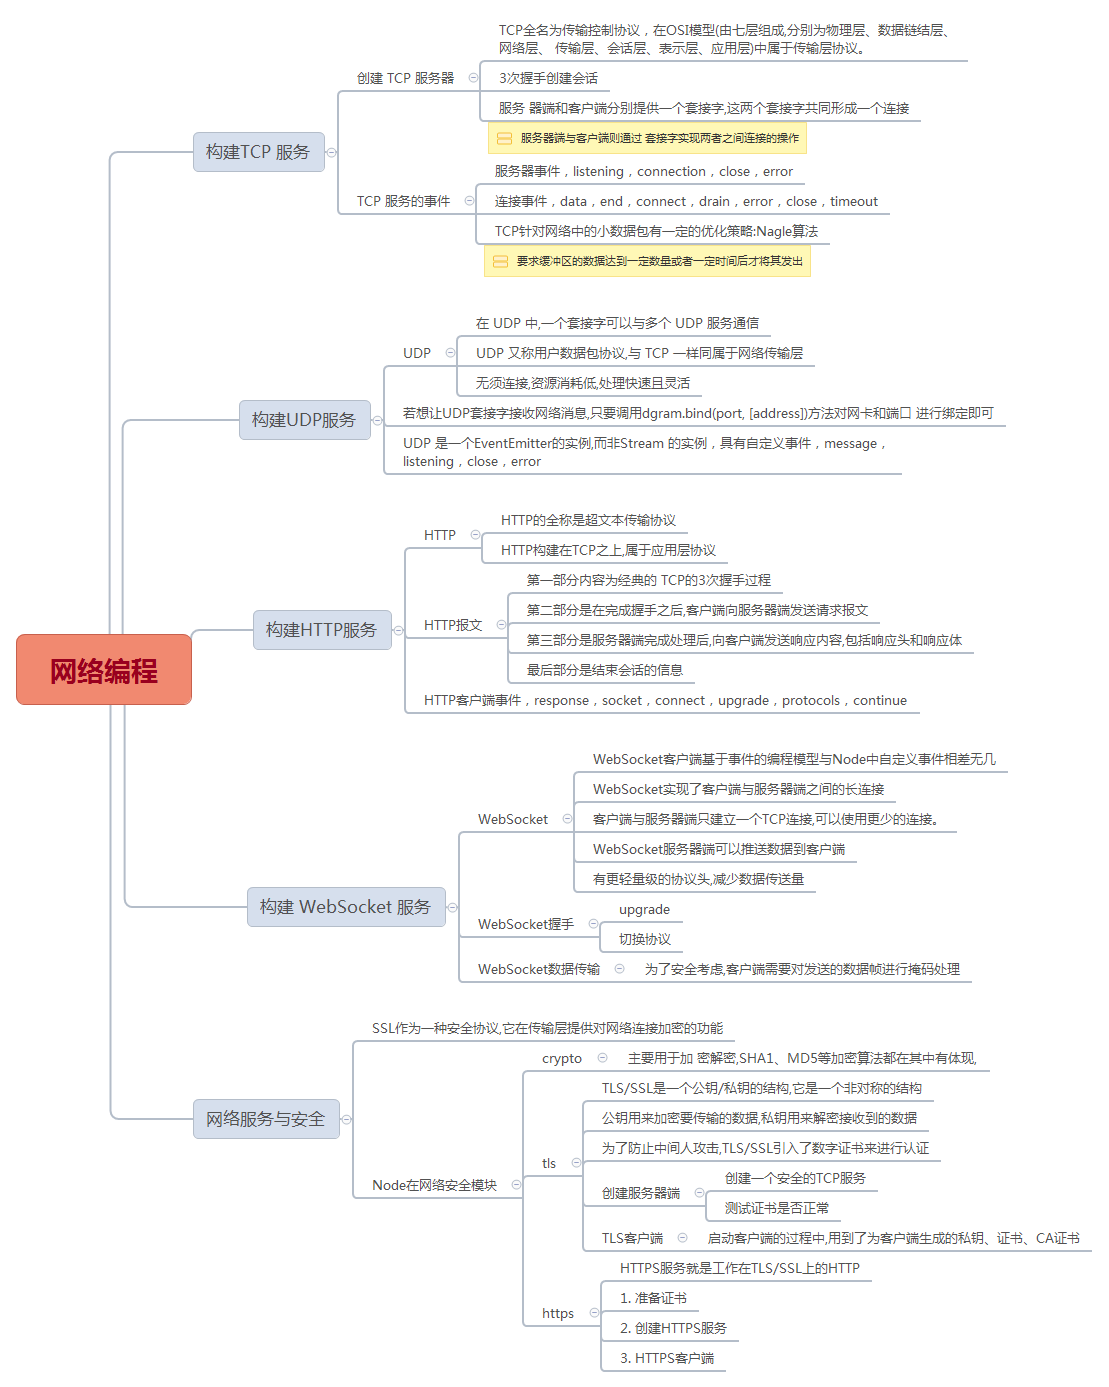 网络编程
构建TCP 服务
创建 TCP 服务器
TCP全名为传输控制协议，在OSI模型(由七层组成,分别为物理层、数据链结层、
网络层、 传输层、会话层、表示层、应用层)中属于传输层协议。
3次握手创建会话
服务 器端和客户端分别提供一个套接字,这两个套接字共同形成一个连接
服务器端与客户端则通过 套接字实现两者之间连接的操作
TCP 服务的事件
服务器事件，listening，connection，close，error
连接事件，data，end，connect，drain，error，close，timeout
TCP针对网络中的小数据包有一定的优化策略:Nagle算法
要求缓冲区的数据达到一定数量或者一定时间后才将其发出
构建UDP服务
UDP
在 UDP 中,一个套接字可以与多个 UDP 服务通信
UDP 又称用户数据包协议,与 TCP 一样同属于网络传输层
无须连接,资源消耗低,处理快速且灵活
若想让UDP套接字接收网络消息,只要调用dgram.bind(port, [address])方法对网卡和端口 进行绑定即可
UDP 是一个EventEmitter的实例,而非Stream 的实例，具有自定义事件，message，
listening，close，error
构建HTTP服务
HTTP
HTTP的全称是超文本传输协议
HTTP构建在TCP之上,属于应用层协议
HTTP报文
第一部分内容为经典的 TCP的3次握手过程
第二部分是在完成握手之后,客户端向服务器端发送请求报文
第三部分是服务器端完成处理后,向客户端发送响应内容,包括响应头和响应体
最后部分是结束会话的信息
HTTP客户端事件，response，socket，connect，upgrade，protocols，continue
构建 WebSocket 服务
WebSocket
WebSocket客户端基于事件的编程模型与Node中自定义事件相差无几
WebSocket实现了客户端与服务器端之间的长连接
客户端与服务器端只建立一个TCP连接,可以使用更少的连接。
WebSocket服务器端可以推送数据到客户端
有更轻量级的协议头,减少数据传送量
WebSocket握手
upgrade
切换协议
WebSocket数据传输
为了安全考虑,客户端需要对发送的数据帧进行掩码处理
网络服务与安全
SSL作为一种安全协议,它在传输层提供对网络连接加密的功能
Node在网络安全模块
crypto
主要用于加 密解密,SHA1、MD5等加密算法都在其中有体现,
tls
TLS/SSL是一个公钥/私钥的结构,它是一个非对称的结构
公钥用来加密要传输的数据,私钥用来解密接收到的数据
为了防止中间人攻击,TLS/SSL引入了数字证书来进行认证
创建服务器端
创建一个安全的TCP服务
测试证书是否正常
TLS客户端
启动客户端的过程中,用到了为客户端生成的私钥、证书、CA证书
https
HTTPS服务就是工作在TLS/SSL上的HTTP
1. 准备证书
2. 创建HTTPS服务
3. HTTPS客户端